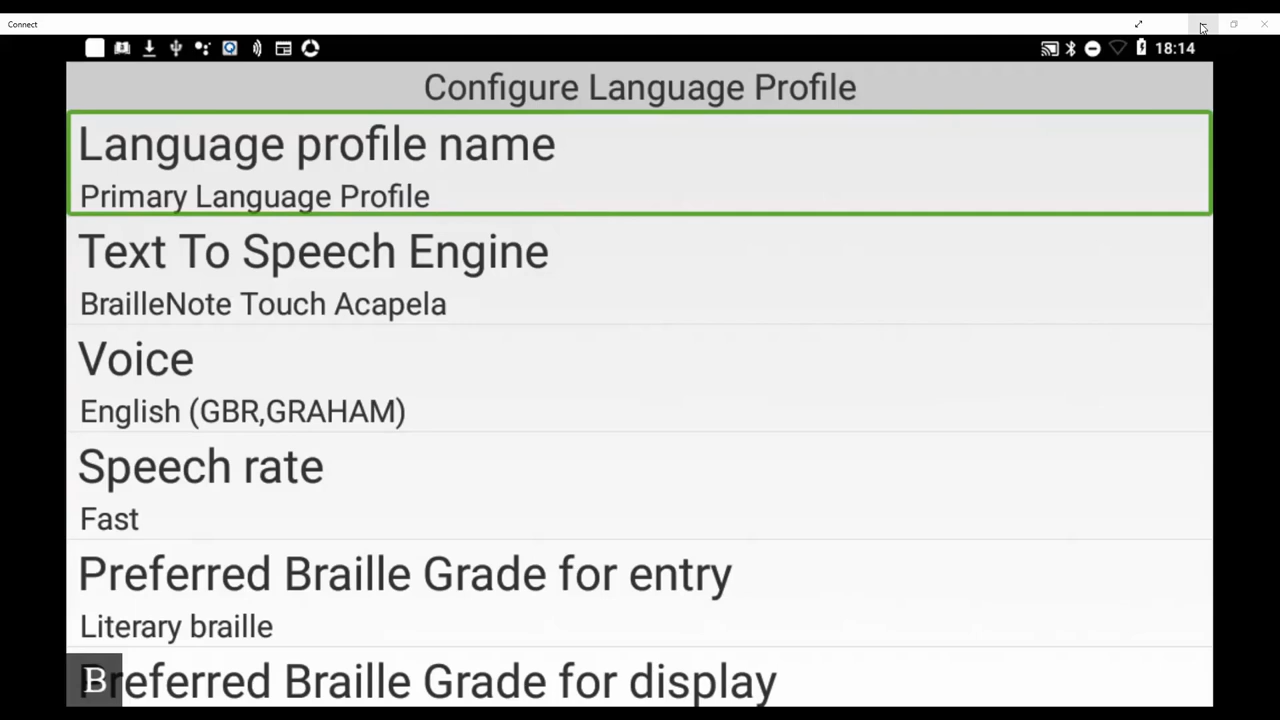 Connect
18:14
Configure Language Profile
Language profile name
Primary Language Profile
Text To Speech Engine
BrailleNote Touch Acapela
Voice
English (GBR,GRAHAM)
Speech rate
Fast
Preferred Braille Grade for entry
Literary braille
Preferred Braille Grade for display
B